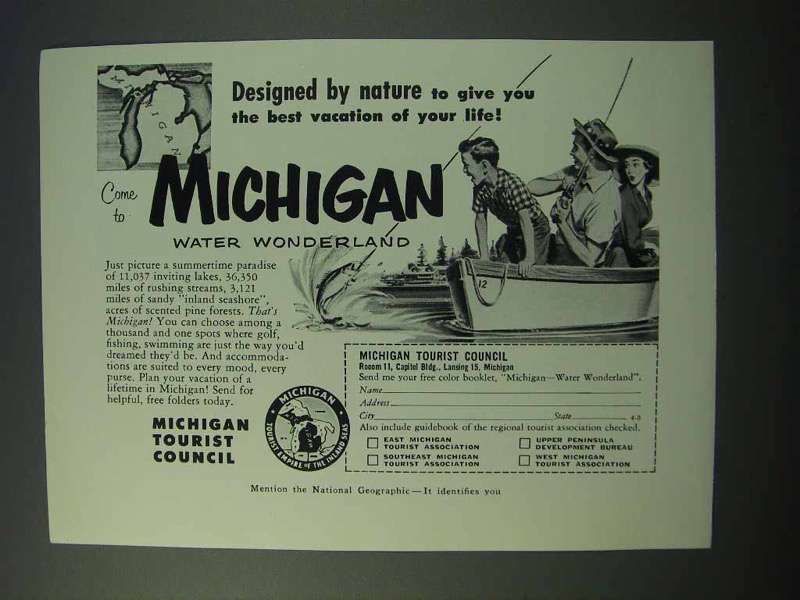 MICHIGAN
Designed by nature to give you
the best vacation of your life!
Come
to
MICHIGAN
WATER WONDERLAND
Just picture a summertime paradise
of 11,037 inviting lakes, 36,350
miles of rushing streams, 3,121
miles of sandy "inland seashore",
acres of scented pine forests. That's
Michigan! You can choose among a
thousand and one spots where golf,
fishing, swimming are just the way you'd
dreamed they'd be. And accommoda-
tions are suited to every mood, every
purse. Plan your vacation of a
lifetime in Michigan! Send for
helpful, free folders today.
MICHIGAN
TOURIST
COUNCIL
MICHIGAN
TOURIST EMPIRE OF THE INLAND SEAS
12
MICHIGAN TOURIST COUNCIL
Rooom 11, Capitol Bldg., Lansing 15, Michigan
Send me your free color booklet, "Michigan—Water Wonderland".
Name
Address
City State 4-3
Also include guidebook of the regional tourist association checked.
EAST MICHIGAN
TOURIST ASSOCIATION
UPPER PENINSULA
DEVELOPMENT BUREAU
SOUTHEAST MICHIGAN
TOURIST ASSOCIATION
WEST MICHIGAN
TOURIST ASSOCIATION
Mention the National Geographic—It identifies you